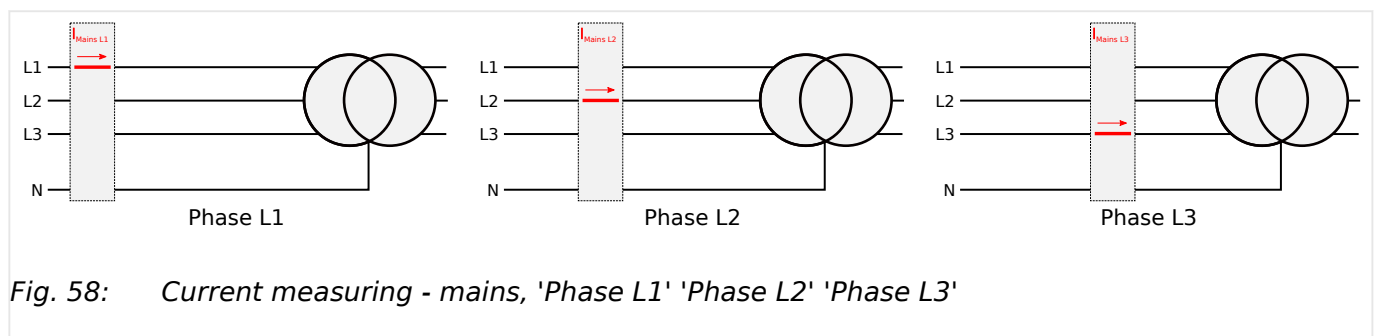 I Mains L1
L1
L2
L3
N
Phase L1
I Mains L2
L1
L2
L3
N
Phase L2
I Mains L3
L1
L2
L3
N
Phase L3
Fig. 58: Current measuring - mains, 'Phase L1' 'Phase L2' 'Phase L3'